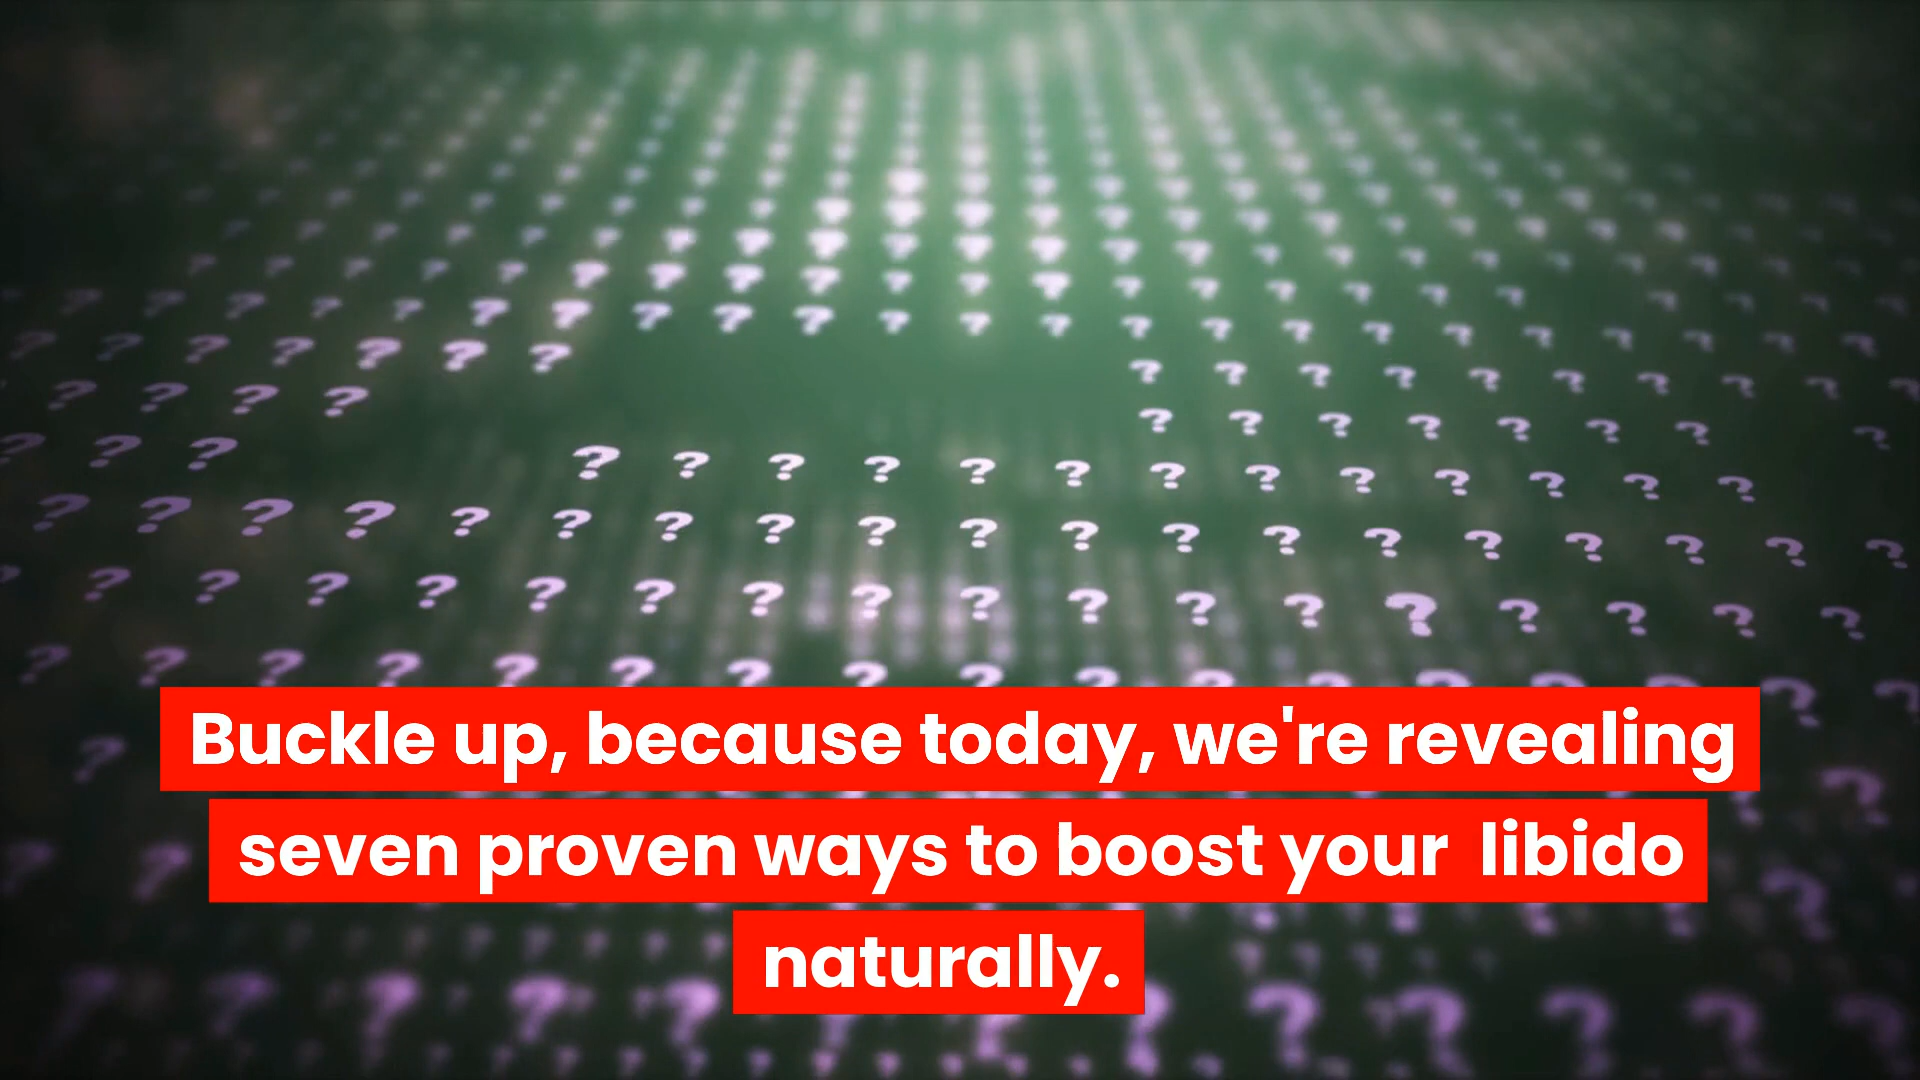 Buckle up, because today, we're revealing
seven proven ways to boost your  libido
naturally.